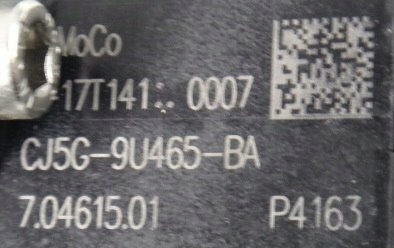 MoCo
17T141:. 0007
CJ5G-9U465-BA
7.04615.01 P4163